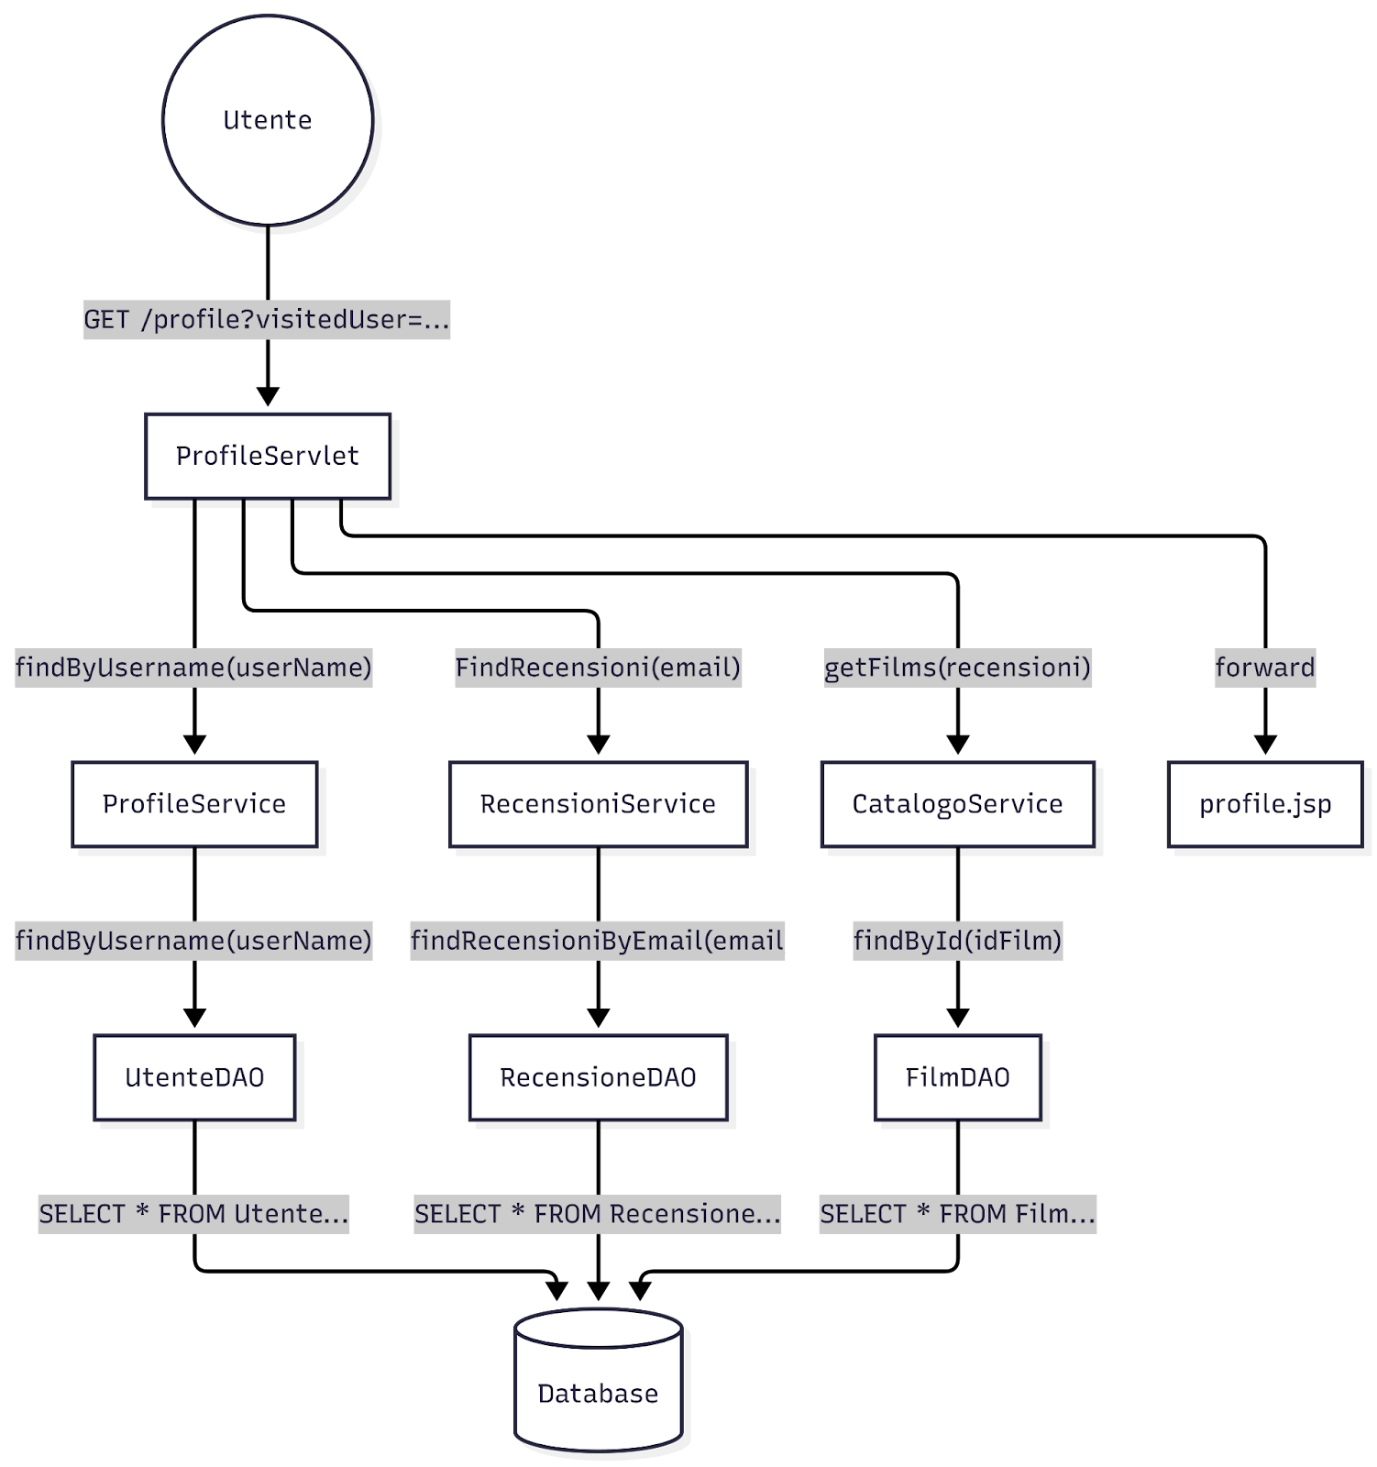 Utente
GET /profile?visitedUser=...
ProfileServlet
findByUsername(userName)
FindRecensioni(email)
getFilms(recensioni)
forward
ProfileService
RecensioniService
CatalogoService
profile.jsp
findByUsername(userName)
findRecensioniByEmail(email
findById(idFilm)
UtenteDAO
RecensioneDAO
FilmDAO
SELECT * FROM Utente...
SELECT * FROM Recensione...
SELECT * FROM Film...
Database